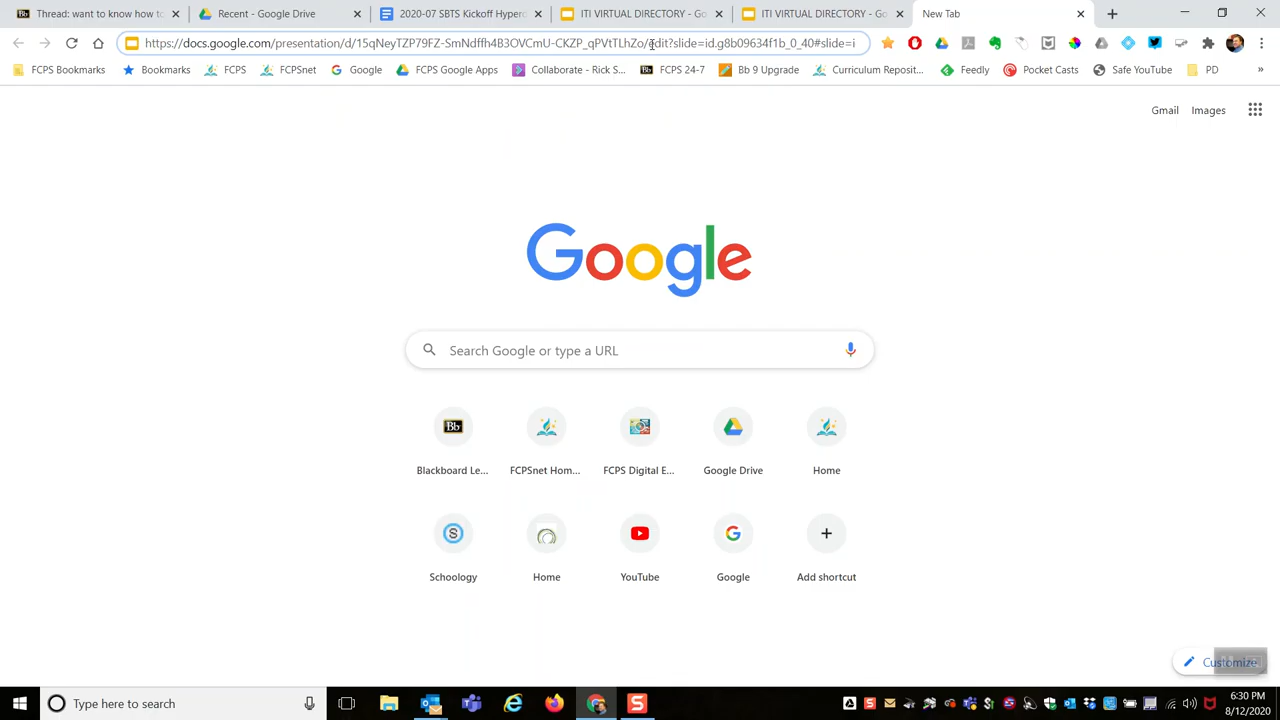 Thread: want to know how to
Recent - Google Drive
2020-07 SBTS Kickoff Hyperd
ITI VIRTUAL DIRECTORY - Go
ITI VIRTUAL DIRECTORY - Go
New Tab
https://docs.google.com/presentation/d/15qNeyTZP79FZ-SmNdffh4B3OVCmU-CKZP_qPVtTLhZo/edit?slide=id.g8b09634f1b_0_40#slide=i
FCPS Bookmarks
Bookmarks
FCPS
FCPSnet
Google
FCPS Google Apps
Collaborate - Rick S...
FCPS 24-7
Bb 9 Upgrade
Curriculum Reposit...
Feedly
Pocket Casts
Safe YouTube
PD
»
Gmail Images
Google
Search Google or type a URL
Bb
Blackboard Le...
FCPSnet Hom...
FCPS Digital E...
Google Drive
Home
Schoology
Home
YouTube
Google
Add shortcut
Customize
Type here to search
6:30 PM
8/12/2020